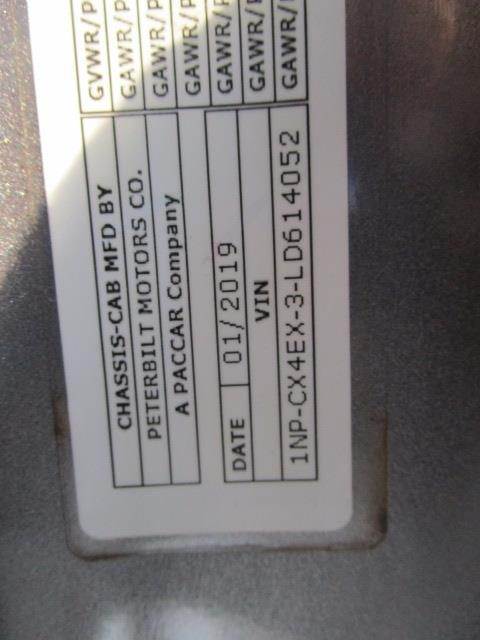 CHASSIS-CAB MFD BY
PETERBILT MOTORS CO.
A PACCAR Company
DATE 01/2019
VIN
1NP-CX4EX-3-LD614052
GVWR/P
GAWR/P
GAWR/P
GAWR/P
GAWR/P
GAWR/P
GAWR/